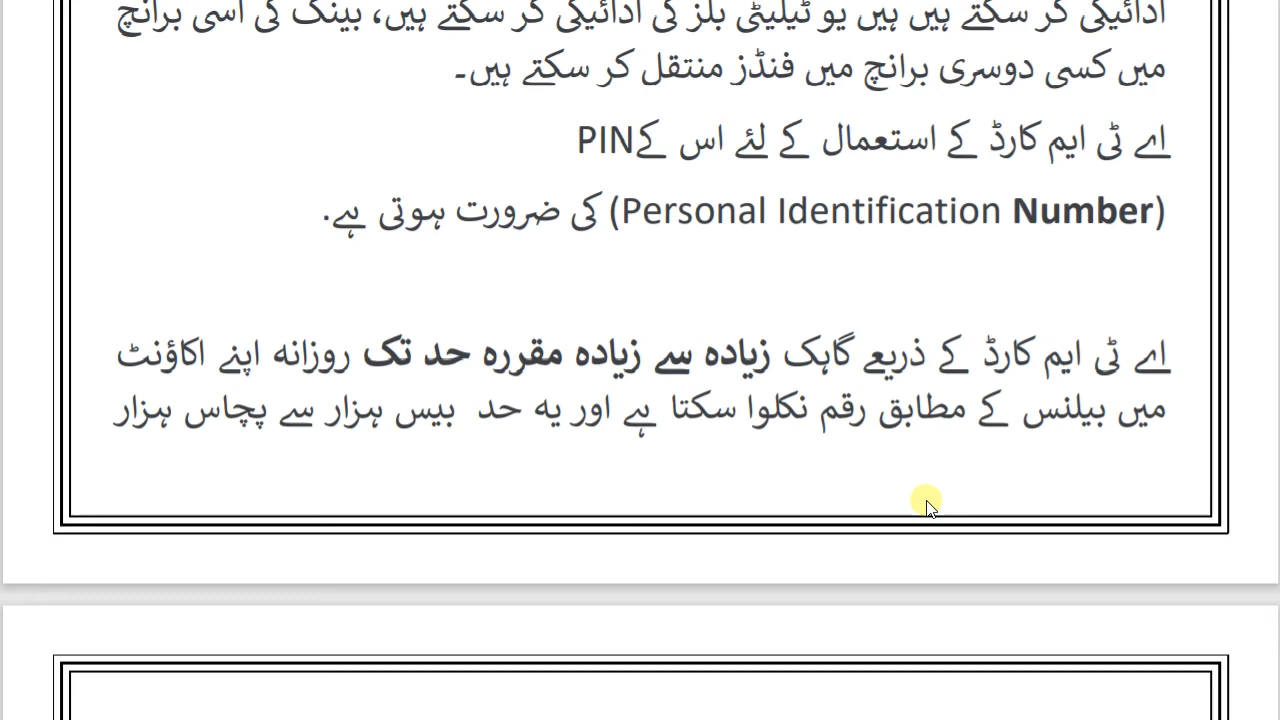 ادائیگی کر سکتے ہیں ہیں یو ٹیلیٹی بلز کی ادائیگی کر سکتے ہیں، بینک کی اسی برانچ
میں کسی دوسری برانچ میں فنڈز منتقل کر سکتے ہیں۔
اے ٹی ایم کارڈ کے استعمال کے لئے اس کےPIN
(Personal Identification Number) کی ضرورت ہوتی ہے.
اے ٹی ایم کارڈ کے ذریعے گاہک زیادہ سے زیادہ مقررہ حد تک روزانہ اپنے اکاؤنٹ
میں بیلنس کے مطابق رقم نکلوا سکتا ہے اور یہ حد بیس ہزار سے پچاس ہزار